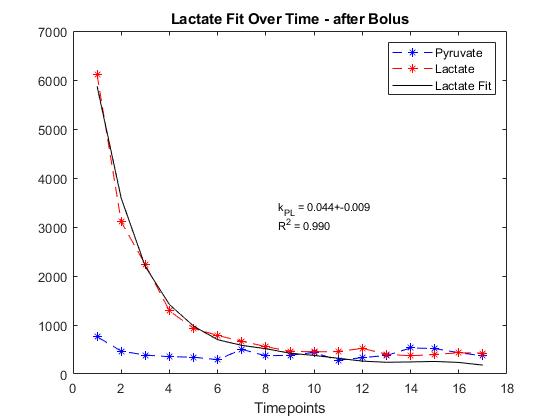 Lactate Fit Over Time - after Bolus
7000
6000
5000
4000
3000
2000
1000
0
Pyruvate
Lactate
Lactate Fit
kPL = 0.044+-0.009
R2 = 0.990
0 2 4 6 8 10 12 14 16 18
Timepoints